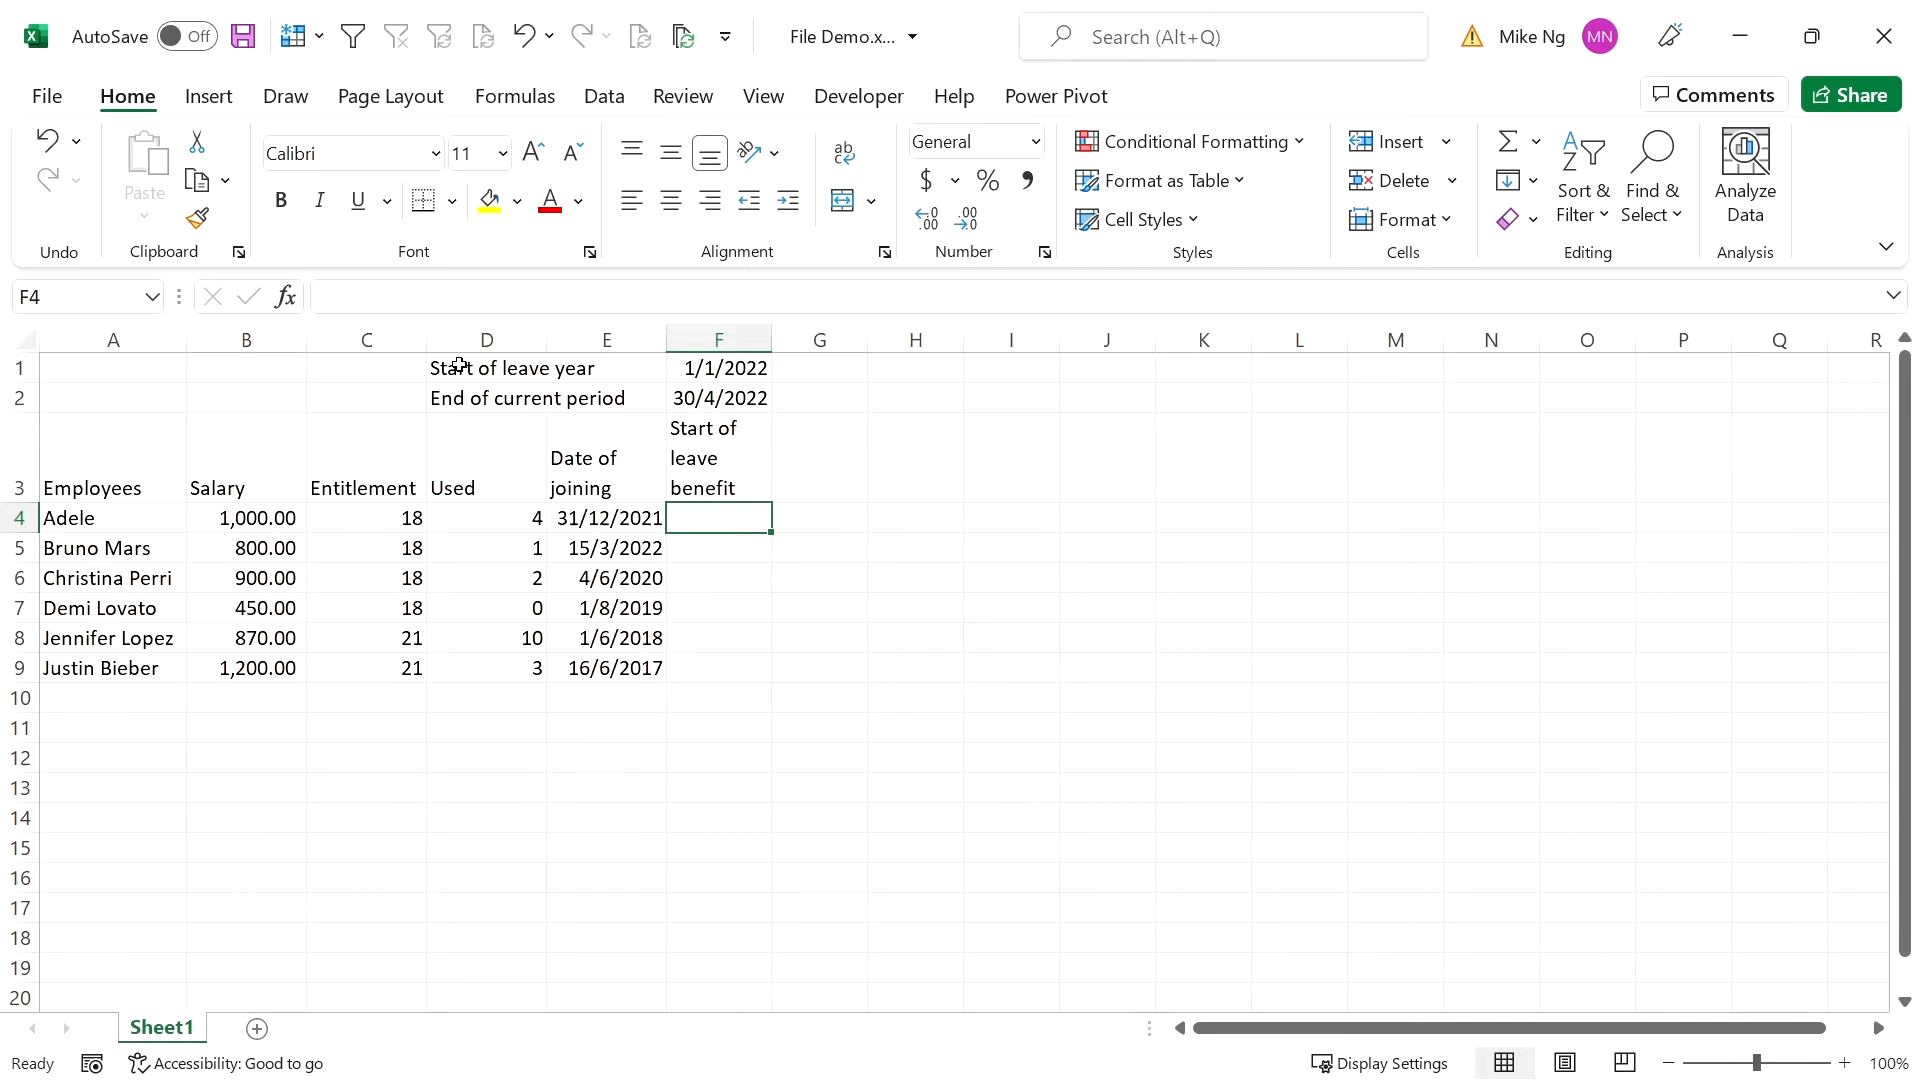 AutoSave Off File Demo.x... Search (Alt+Q) Mike Ng MN
File Home Insert Draw Page Layout Formulas Data Review View Developer Help Power Pivot Comments Share
Paste
Undo Clipboard
Calibri 11
B I U
Font
ab
Alignment
General
$ % ,
Number
Conditional Formatting
Format as Table
Cell Styles
Styles
Insert
Delete
Format
Cells
Sort & Filter
Find & Select
Editing
Analyze Data
Analysis
F4 fx
A B C D E F G H I J K L M N O P Q R
1 Start of leave year 1/1/2022
2 End of current period 30/4/2022
Start of
Date of leave
3 Employees Salary Entitlement Used joining benefit
4 Adele 1,000.00 18 4 31/12/2021
5 Bruno Mars 800.00 18 1 15/3/2022
6 Christina Perri 900.00 18 2 4/6/2020
7 Demi Lovato 450.00 18 0 1/8/2019
8 Jennifer Lopez 870.00 21 10 1/6/2018
9 Justin Bieber 1,200.00 21 3 16/6/2017
10
11
12
13
14
15
16
17
18
19
20
Sheet1
Ready Accessibility: Good to go Display Settings 100%